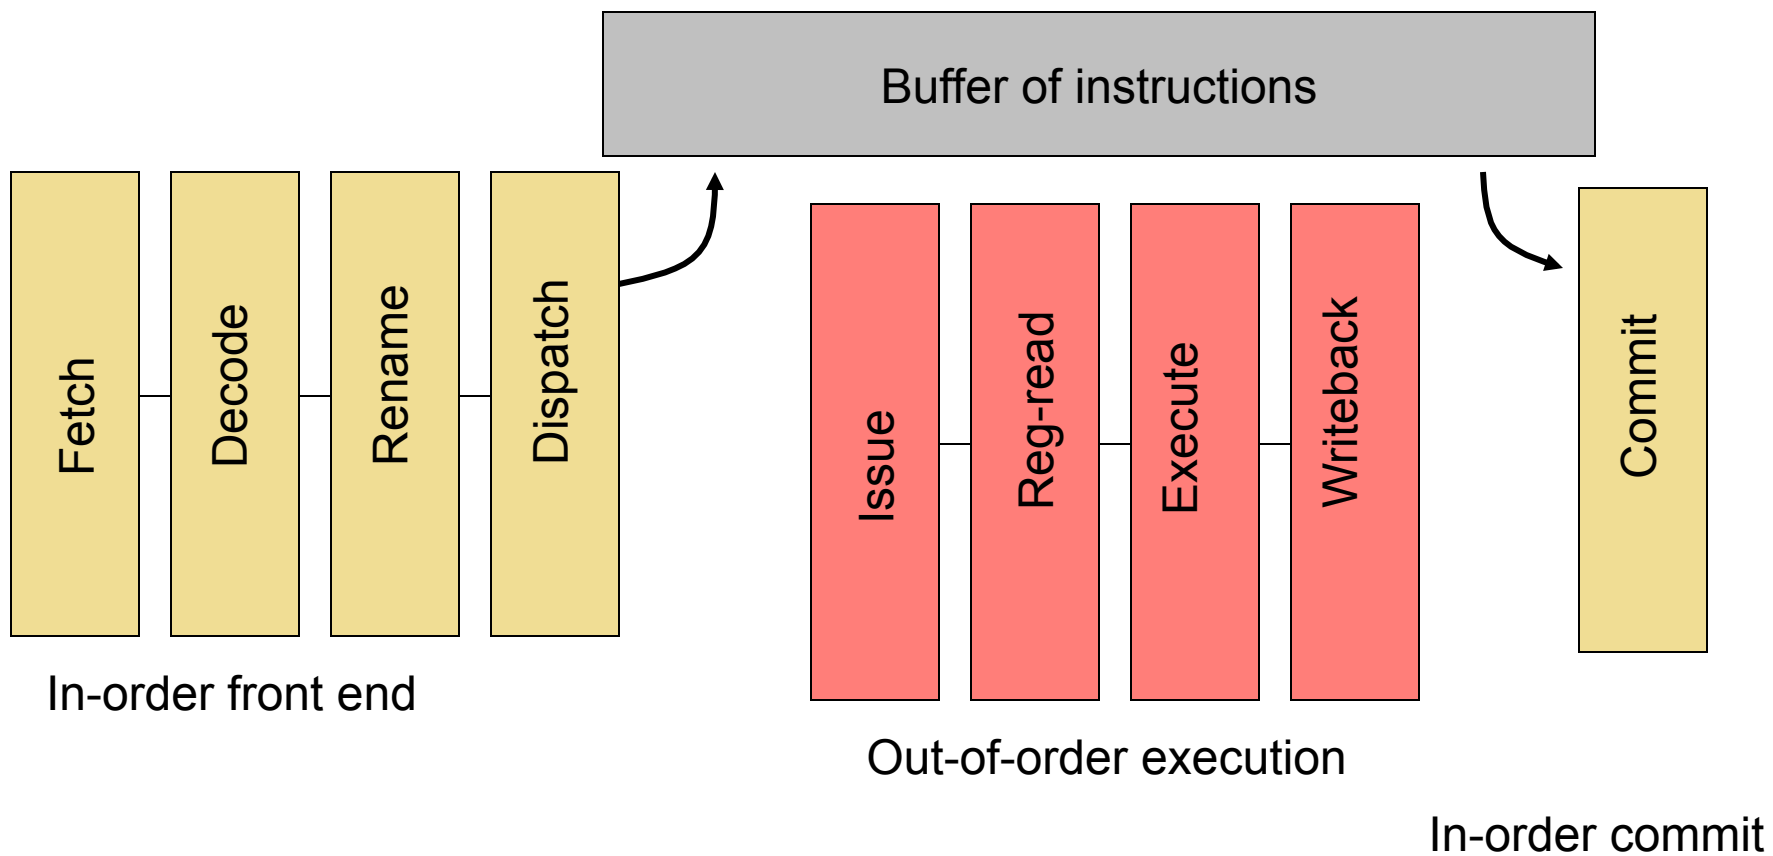 Buffer of instructions
Fetch
Decode
Rename
Dispatch
Issue
Reg-read
Execute
Writeback
Commit
In-order front end
Out-of-order execution
In-order commit